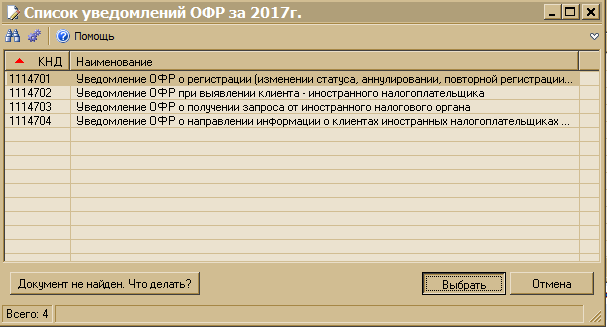 Список уведомлений ОФР за 2017г.
Помощь
КНД Наименование
1114701 Уведомление ОФР о регистрации (изменении статуса, аннулировании, повторной регистрации...
1114702 Уведомление ОФР при выявлении клиента - иностранного налогоплательщика
1114703 Уведомление ОФР о получении запроса от иностранного налогового органа
1114704 Уведомление ОФР о направлении информации о клиентах иностранных налогоплательщиках ...
Документ не найден. Что делать? Выбрать Отмена
Всего: 4